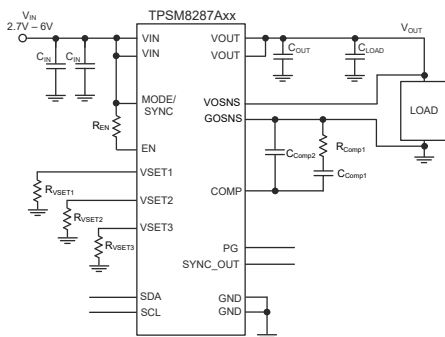 TPSM8287Axx
VIN
2.7V – 6V
CIN
CIN
VIN
VIN
MODE/
SYNC
REN
EN
VSET1
RVSET1
VSET2
RVSET2
VSET3
RVSET3
SDA
SCL
VOUT
VOUT
COUT
CLOAD
VOUT
VOSNS
GOSNS
LOAD
CComp2
RComp1
CComp1
COMP
PG
SYNC_OUT
GND
GND